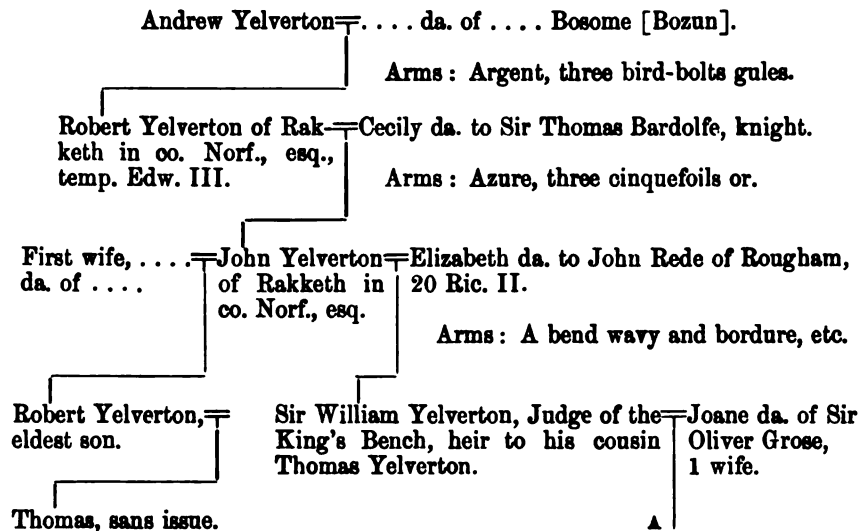 Andrew Yelverton . . . . da. of . . . . Bosome [Bozun].
Arms : Argent, three bird-bolts gules.
Robert Yelverton of Rak- Cecily da. to Sir Thomas Bardolfe, knight.
keth in co. Norf., esq.,
temp. Edw. III.
Arms : Azure, three cinquefoils or.
First wife, . . . .
da. of . . . .
John Yelverton
of Rakketh in
co. Norf., esq.
Elizabeth da. to John Rede of Rougham,
20 Ric. II.
Arms : A bend wavy and bordure, etc.
Robert Yelverton,
eldest son.
Sir William Yelverton, Judge of the
King's Bench, heir to his cousin
Thomas Yelverton.
Joane da. of Sir
Oliver Grose,
1 wife.
Thomas, sans issue.
A